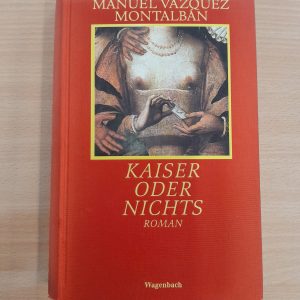 MANUEL VÁZQUEZ
MONTALBÁN
KAISER
ODER
NICHTS
ROMAN
Wagenbach